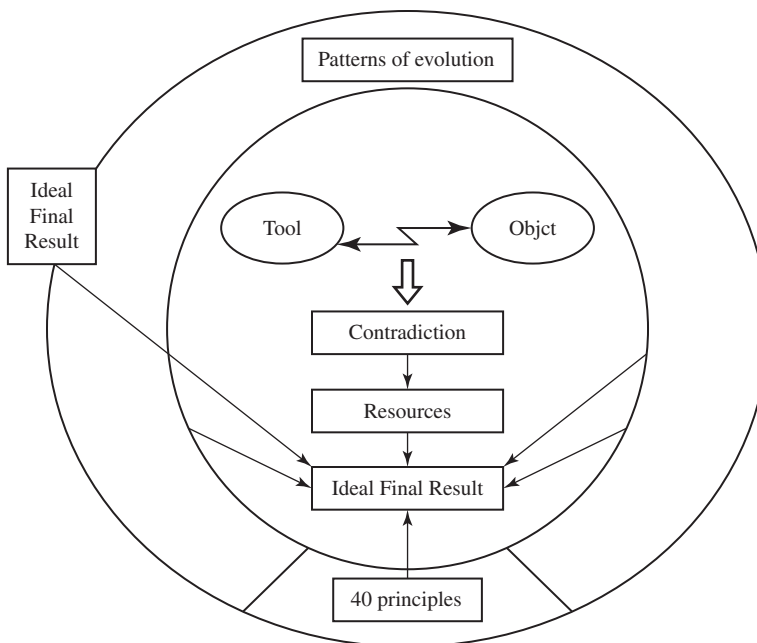 Patterns of evolution
Ideal
Final
Result
Tool
Objct
Contradiction
Resources
Ideal Final Result
40 principles